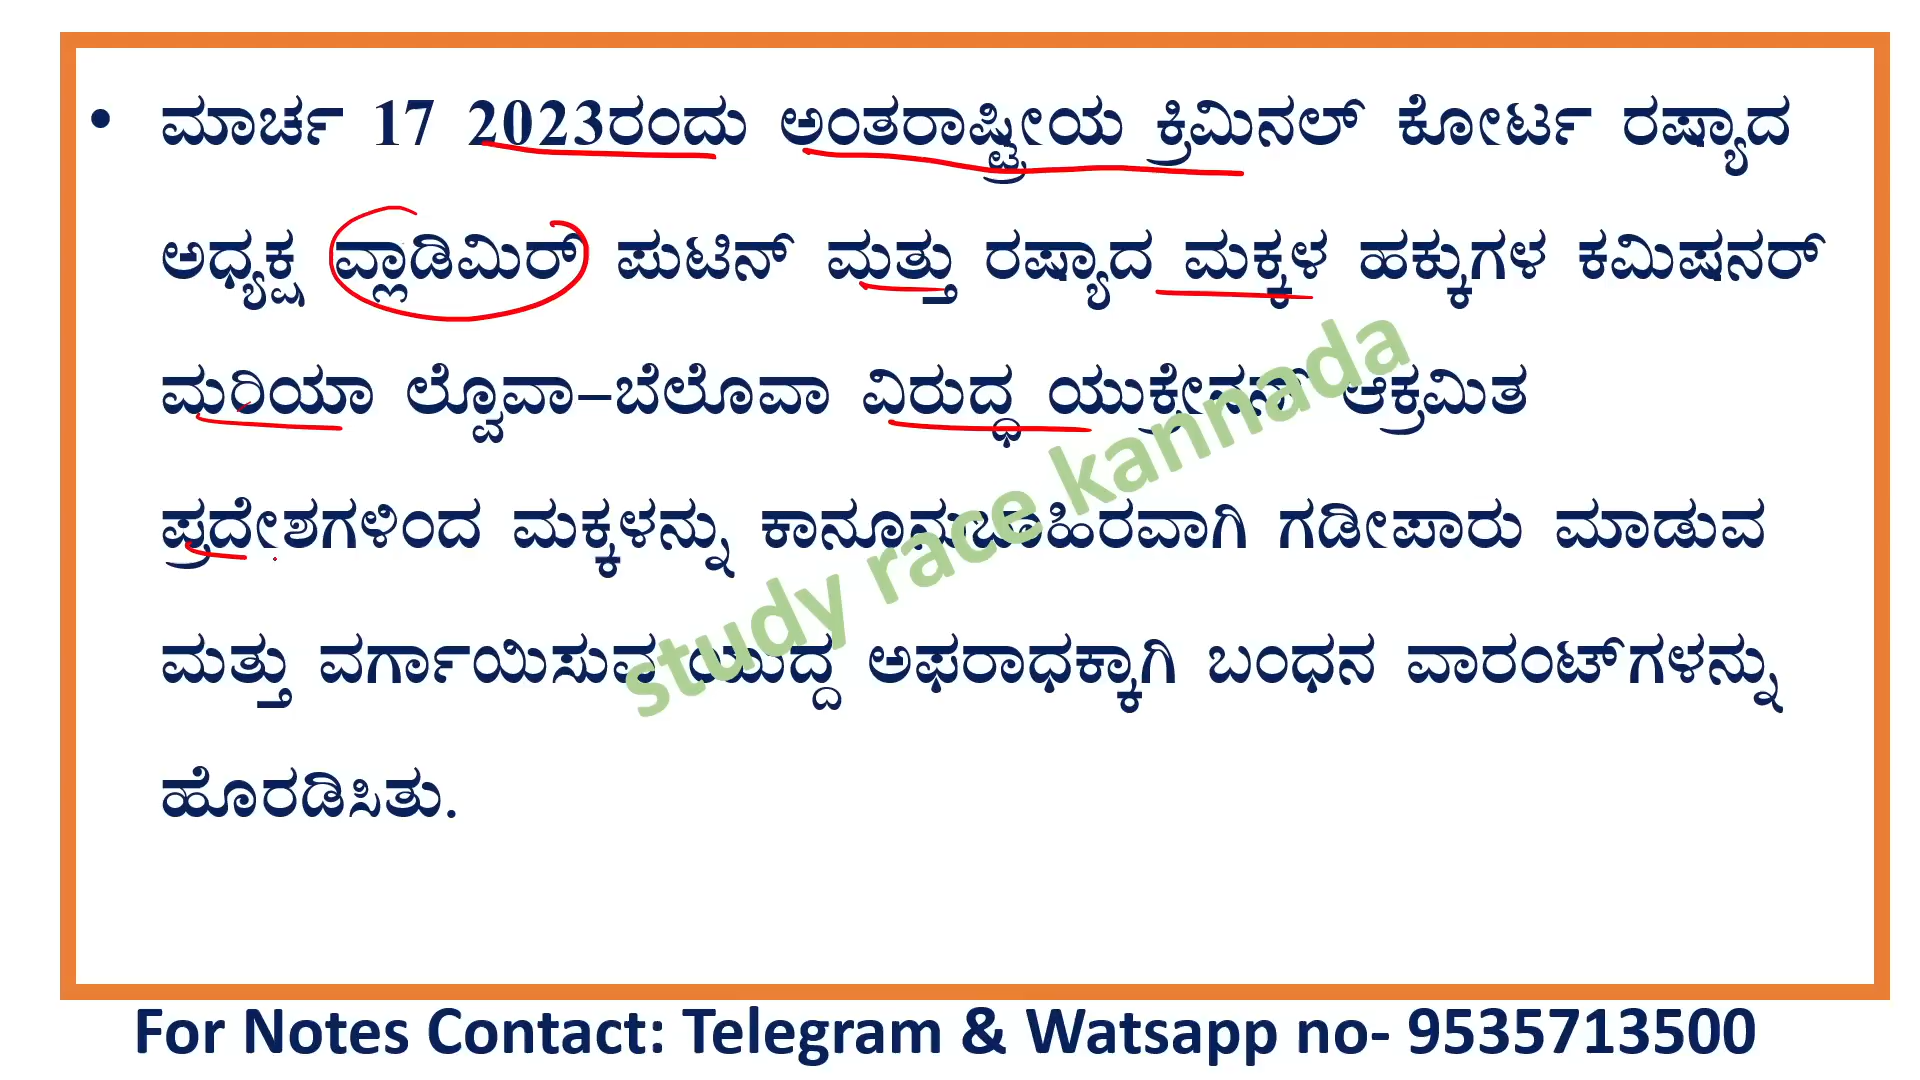 • ಮಾರ್ಚ 17 2023ರಂದು ಅಂತರಾಷ್ಟ್ರೀಯ ಕ್ರಿಮಿನಲ್ ಕೋರ್ಟ ರಷ್ಯಾದ
ಅಧ್ಯಕ್ಷ ವ್ಲಾಡಿಮಿರ್ ಪುಟಿನ್ ಮತ್ತು ರಷ್ಯಾದ ಮಕ್ಕಳ ಹಕ್ಕುಗಳ ಕಮಿಷನರ್
ಮರಿಯಾ ಲ್ವೊವಾ-ಬೆಲೊವಾ ವಿರುದ್ಧ ಯುಕ್ರೇನನ್ ಆಕ್ರಮಿತ
ಪ್ರದೇಶಗಳಿಂದ ಮಕ್ಕಳನ್ನು ಕಾನೂನುಬಾಹಿರವಾಗಿ ಗಡೀಪಾರು ಮಾಡುವ
ಮತ್ತು ವರ್ಗಾಯಿಸುವ ಯುದ್ದ ಅಫರಾಧಕ್ಕಾಗಿ ಬಂಧನ ವಾರಂಟ್‌ಗಳನ್ನು
ಹೊರಡಿಸಿತು.
study race kannada
For Notes Contact: Telegram & Watsapp no- 9535713500